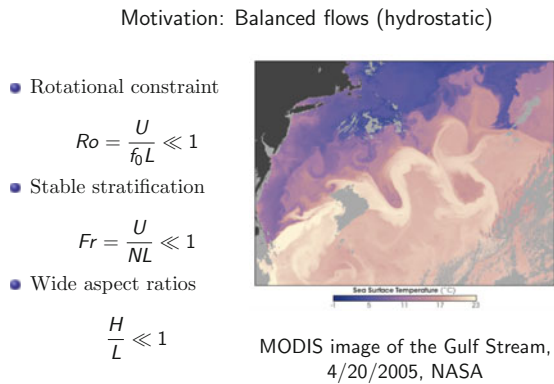 Motivation: Balanced flows (hydrostatic)
Rotational constraint
Ro = U / f₀L ≪ 1
Stable stratification
Fr = U / NL ≪ 1
Wide aspect ratios
H / L ≪ 1
Sea Surface Temperature (°C)
-1 5 11 17 23
MODIS image of the Gulf Stream,
4/20/2005, NASA